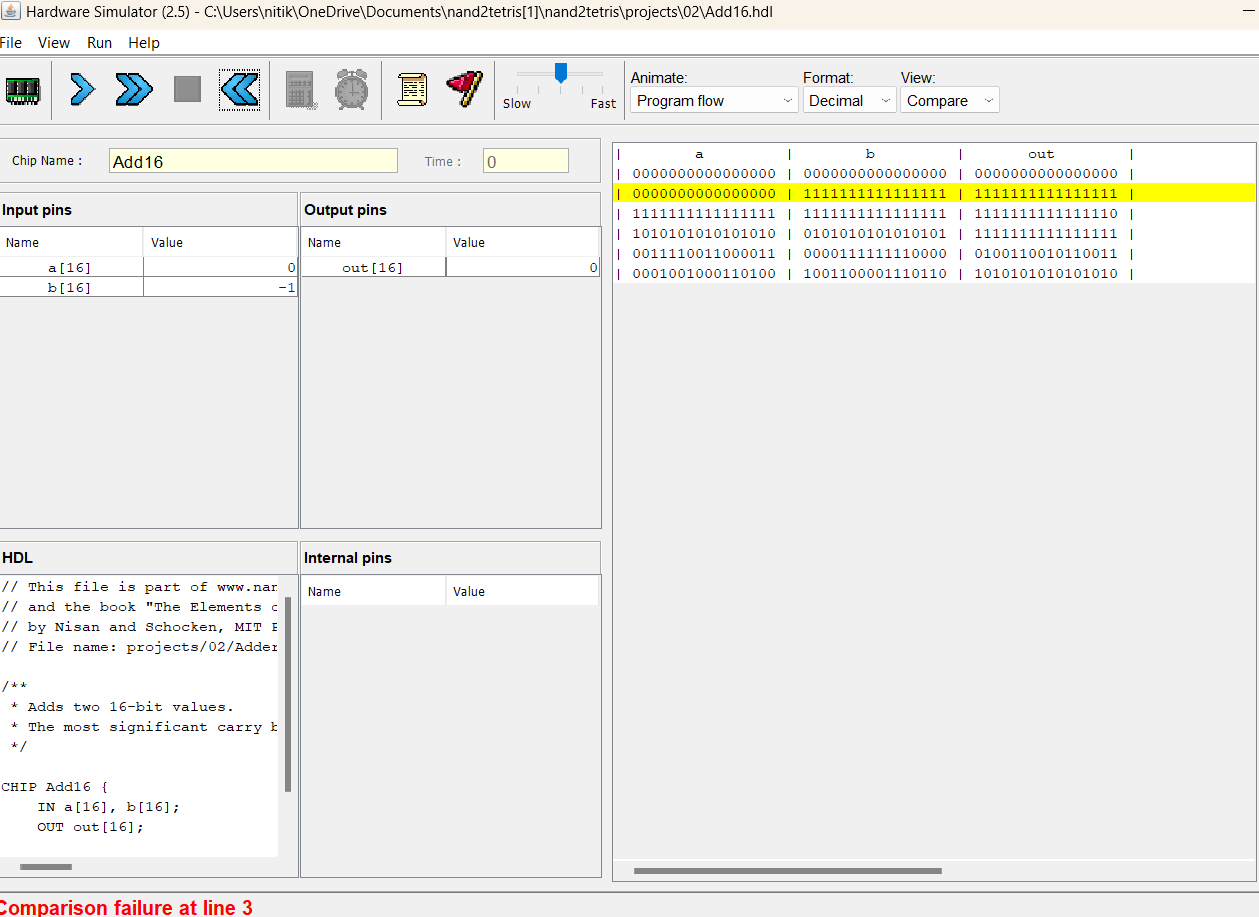 Hardware Simulator (2.5) - C:\Users\nitik\OneDrive\Documents\nand2tetris[1]\nand2tetris\projects\02\Add16.hdl
File View Run Help
Slow Fast
Animate: Format: View:
Program flow Decimal Compare
Chip Name : Add16 Time : 0
Input pins
Name Value
a[16] 0
b[16] -1
Output pins
Name Value
out[16] 0
| a | b | out |
| 0000000000000000 | 0000000000000000 | 0000000000000000 |
| 0000000000000000 | 1111111111111111 | 1111111111111111 |
| 1111111111111111 | 1111111111111111 | 1111111111111110 |
| 1010101010101010 | 0101010101010101 | 1111111111111111 |
| 0011110011000011 | 0000111111110000 | 0100110010110011 |
| 0001001000110100 | 1001100001110110 | 1010101010101010 |
HDL
// This file is part of www.nan
// and the book "The Elements o
// by Nisan and Schocken, MIT P
// File name: projects/02/Adder
/**
* Adds two 16-bit values.
* The most significant carry b
*/
CHIP Add16 {
IN a[16], b[16];
OUT out[16];
Internal pins
Name Value
Comparison failure at line 3